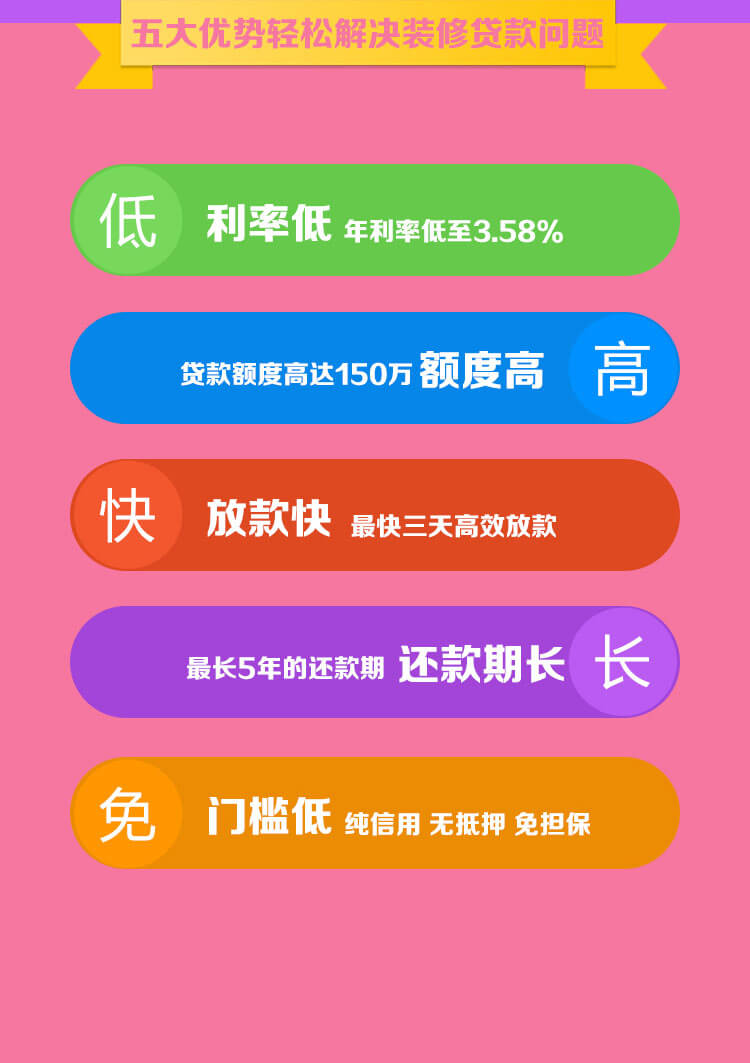 五大优势轻松解决装修贷款问题
低 利率低 年利率低至3.58%
贷款额度高达150万 额度高 高
快 放款快 最快三天高效放款
最长5年的还款期 还款期长 长
免 门槛低 纯信用 无抵押 免担保